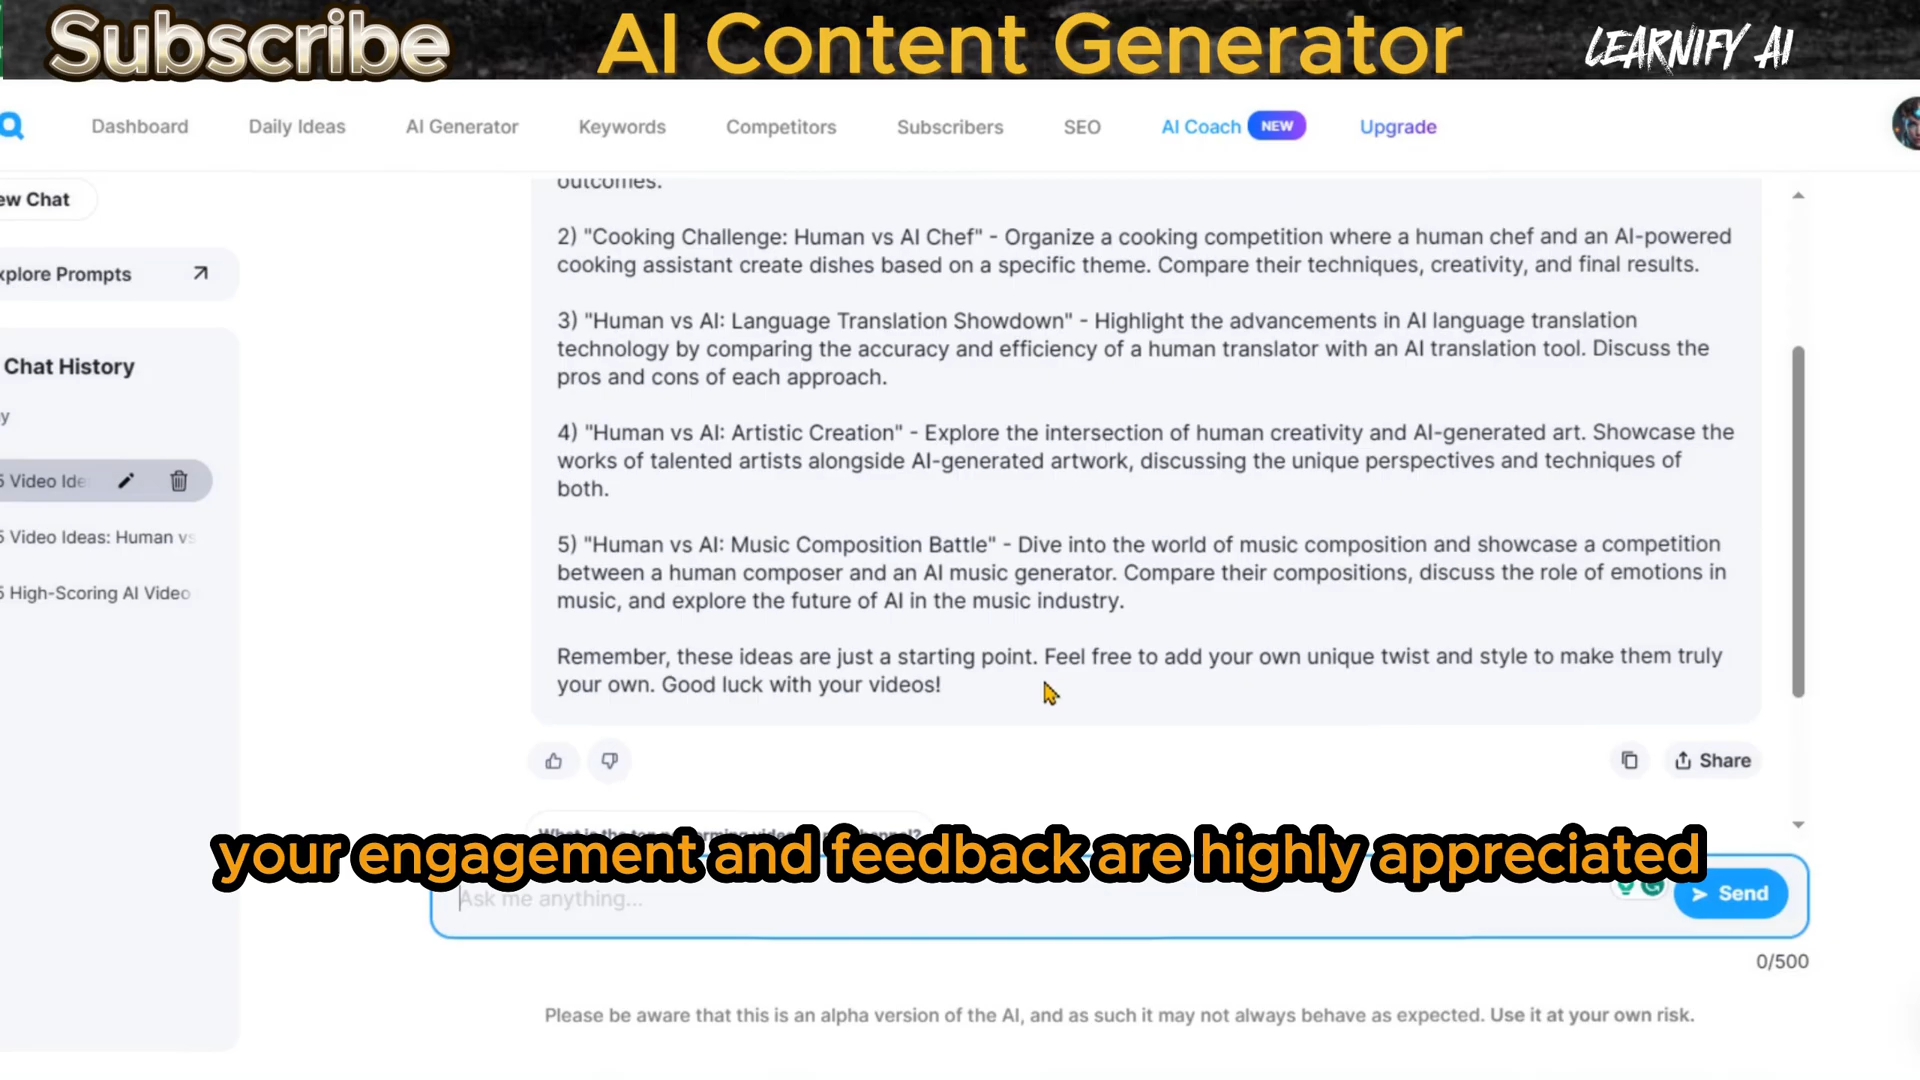 Subscribe
AI Content Generator
LEARNIFY AI
Dashboard
Daily Ideas
AI Generator
Keywords
Competitors
Subscribers
SEO
AI Coach
NEW
Upgrade
ew Chat
xplore Prompts
Chat History
y
5 Video Ide
5 Video Ideas: Human vs
5 High-Scoring AI Video
outcomes.
2) "Cooking Challenge: Human vs AI Chef" - Organize a cooking competition where a human chef and an AI-powered
cooking assistant create dishes based on a specific theme. Compare their techniques, creativity, and final results.
3) "Human vs AI: Language Translation Showdown" - Highlight the advancements in AI language translation
technology by comparing the accuracy and efficiency of a human translator with an AI translation tool. Discuss the
pros and cons of each approach.
4) "Human vs AI: Artistic Creation" - Explore the intersection of human creativity and AI-generated art. Showcase the
works of talented artists alongside AI-generated artwork, discussing the unique perspectives and techniques of
both.
5) "Human vs AI: Music Composition Battle" - Dive into the world of music composition and showcase a competition
between a human composer and an AI music generator. Compare their compositions, discuss the role of emotions in
music, and explore the future of AI in the music industry.
Remember, these ideas are just a starting point. Feel free to add your own unique twist and style to make them truly
your own. Good luck with your videos!
Share
your engagement and feedback are highly appreciated
Ask me anything...
Send
0/500
Please be aware that this is an alpha version of the AI, and as such it may not always behave as expected. Use it at your own risk.